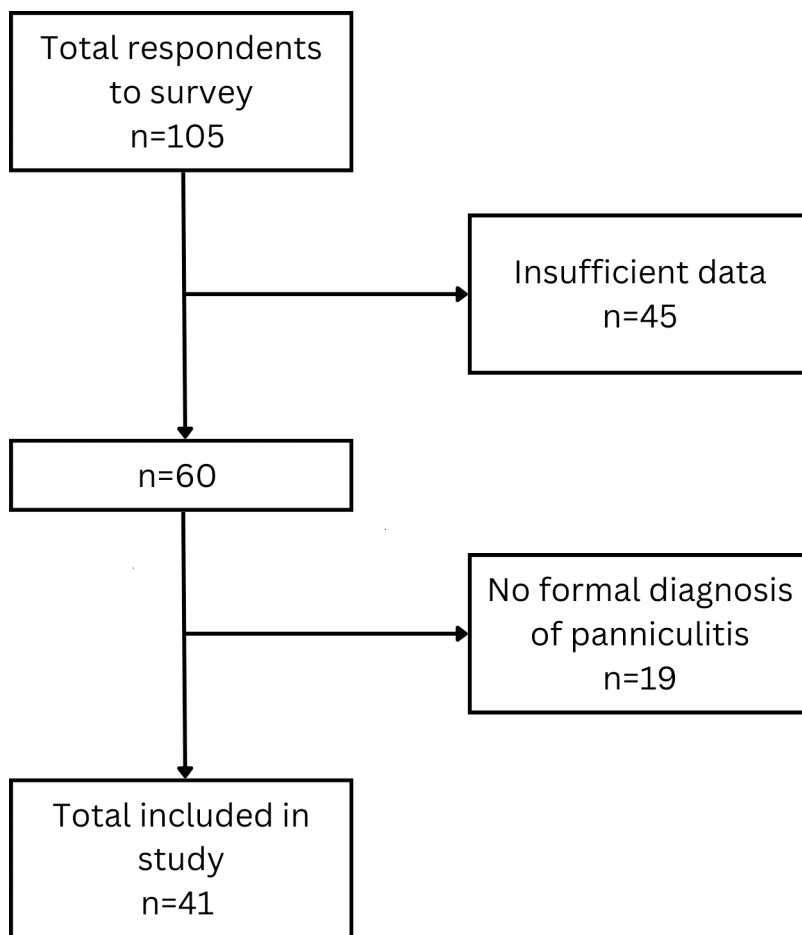 Total respondents
to survey
n=105
Insufficient data
n=45
n=60
No formal diagnosis
of panniculitis
n=19
Total included in
study
n=41